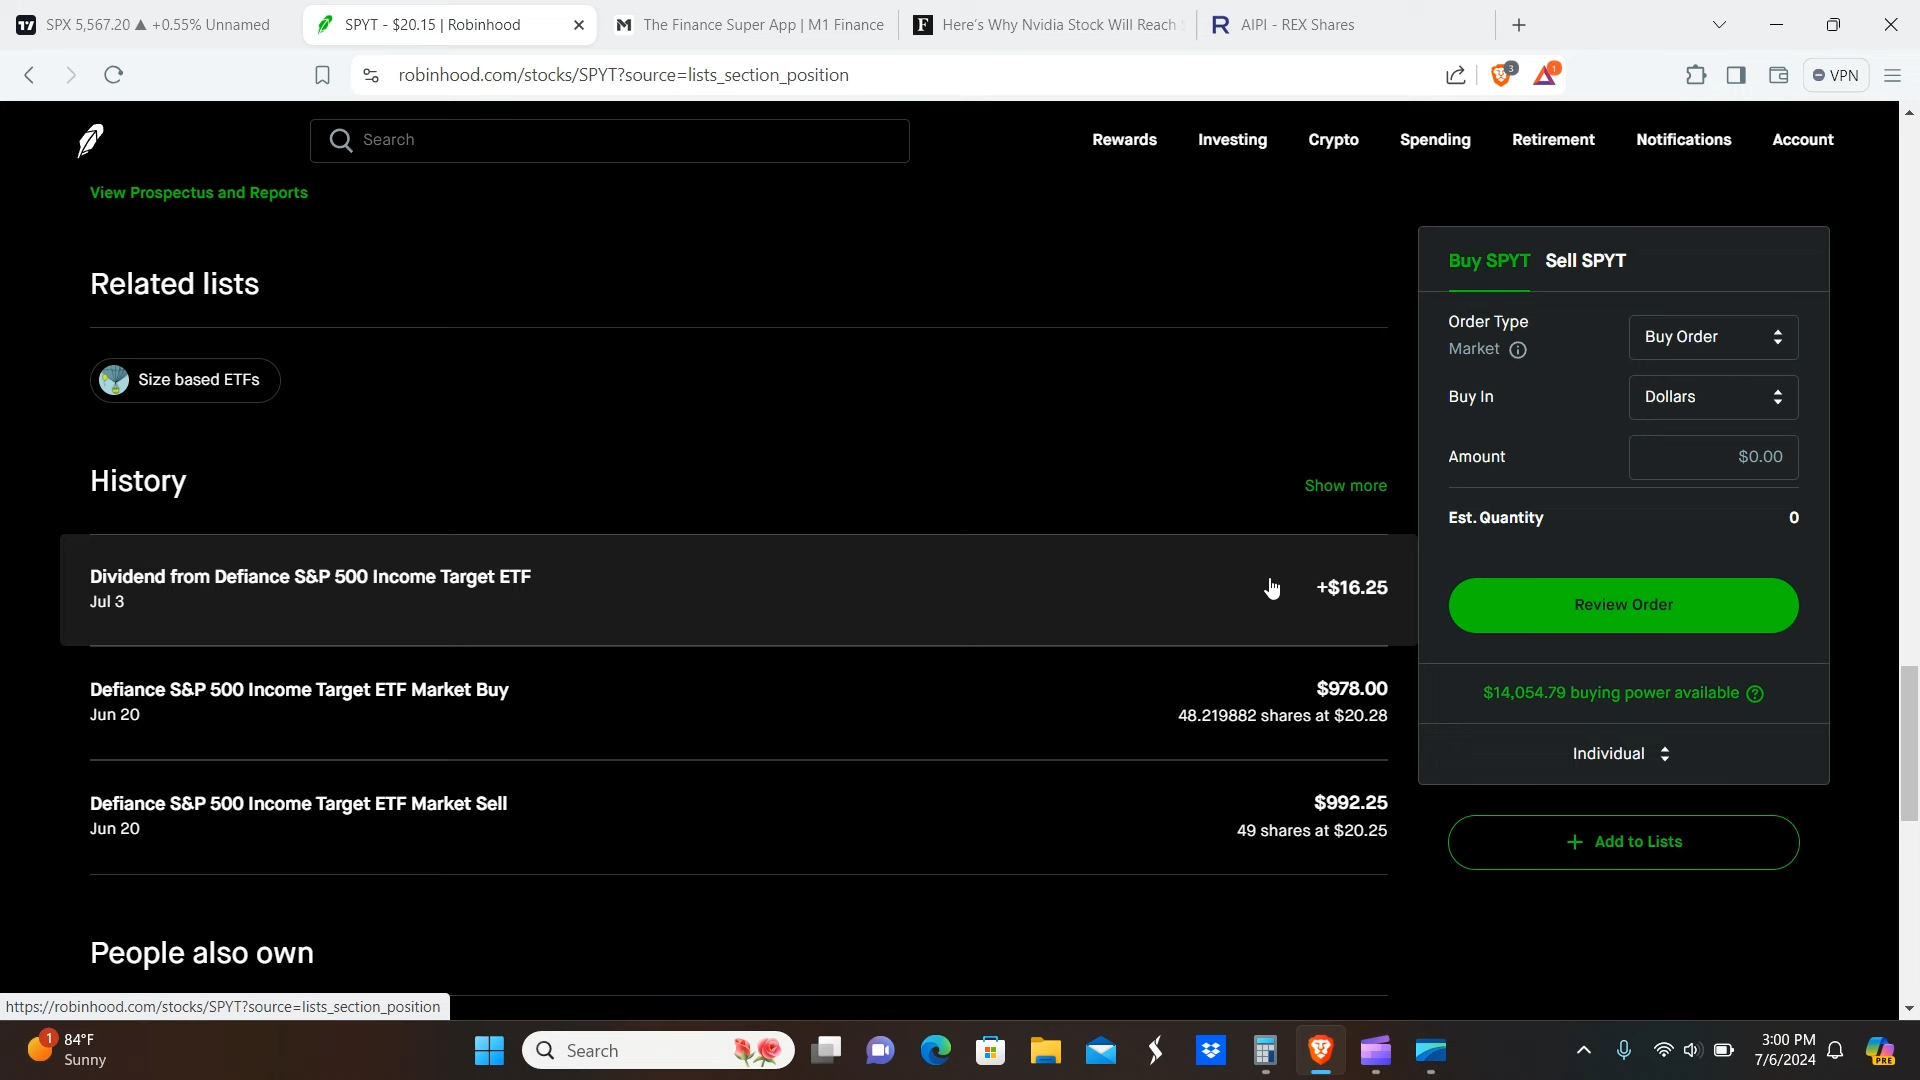 SPX 5,567.20 ▲ +0.55% Unnamed
SPYT - $20.15 | Robinhood
M The Finance Super App | M1 Finance
F Here's Why Nvidia Stock Will Reach
R AIPI - REX Shares
robinhood.com/stocks/SPYT?source=lists_section_position
3
1
VPN
Search
Rewards
Investing
Crypto
Spending
Retirement
Notifications
Account
View Prospectus and Reports
Related lists
Size based ETFs
History
Show more
Dividend from Defiance S&P 500 Income Target ETF
Jul 3
+$16.25
Defiance S&P 500 Income Target ETF Market Buy
Jun 20
$978.00
48.219882 shares at $20.28
Defiance S&P 500 Income Target ETF Market Sell
Jun 20
$992.25
49 shares at $20.25
People also own
Buy SPYT Sell SPYT
Order Type
Market
Buy Order
Buy In
Dollars
Amount
$0.00
Est. Quantity
0
Review Order
$14,054.79 buying power available
Individual
+ Add to Lists
https://robinhood.com/stocks/SPYT?source=lists_section_position
1
84°F
Sunny
Search
3:00 PM
7/6/2024
PRE